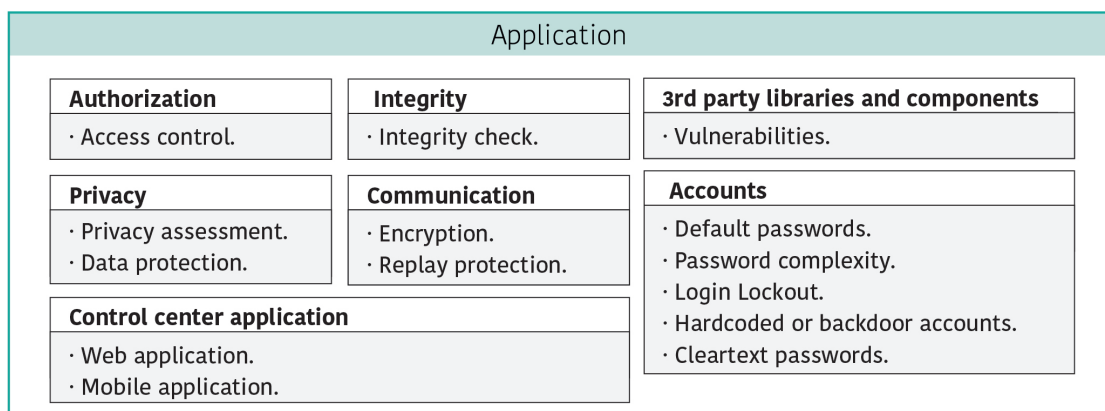 Application
Authorization
· Access control.
Integrity
· Integrity check.
3rd party libraries and components
· Vulnerabilities.
Privacy
· Privacy assessment.
· Data protection.
Communication
· Encryption.
· Replay protection.
Accounts
· Default passwords.
· Password complexity.
· Login Lockout.
· Hardcoded or backdoor accounts.
· Cleartext passwords.
Control center application
· Web application.
· Mobile application.